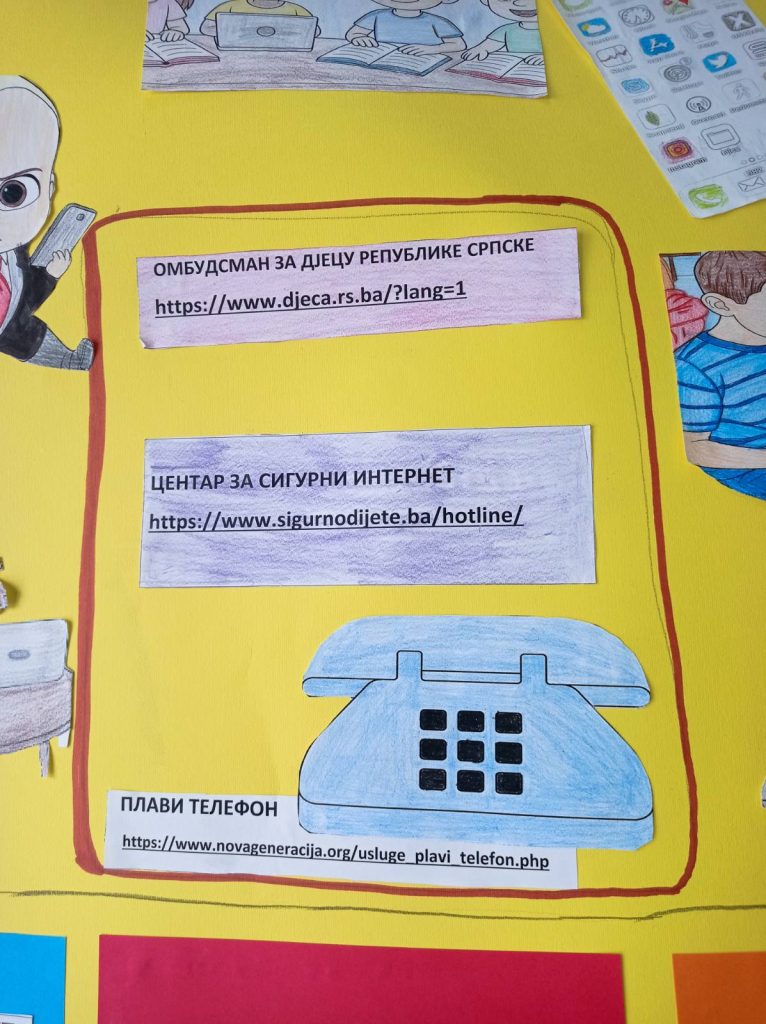 ОМБУДСМАН ЗА ДЈЕЦУ РЕПУБЛИКЕ СРПСКЕ
https://www.djeca.rs.ba/?lang=1
ЦЕНТАР ЗА СИГУРНИ ИНТЕРНЕТ
https://www.sigurnodijete.ba/hotline/
ПЛАВИ ТЕЛЕФОН
https://www.novageneracija.org/usluge_plavi_telefon.php
Instagram